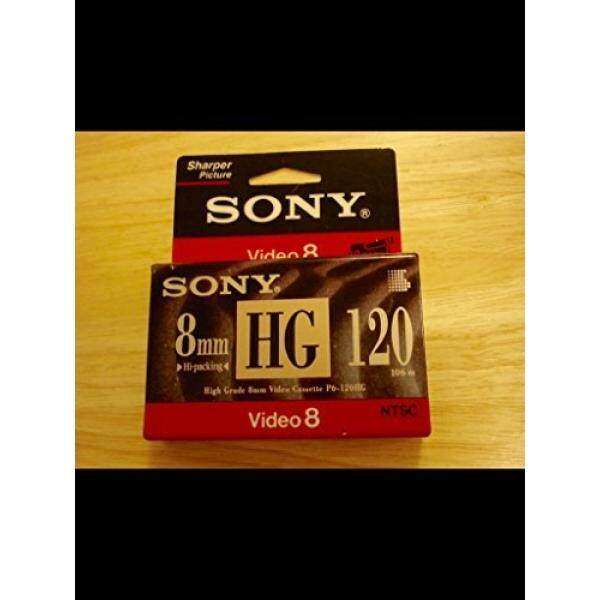 Sharper
Picture
SONY®
Video 8
SONY®
8mm
HG
120
▶Hi-packing◀
106 m
High Grade 8mm Video Cassette P6-120HG
NTSC
Video 8